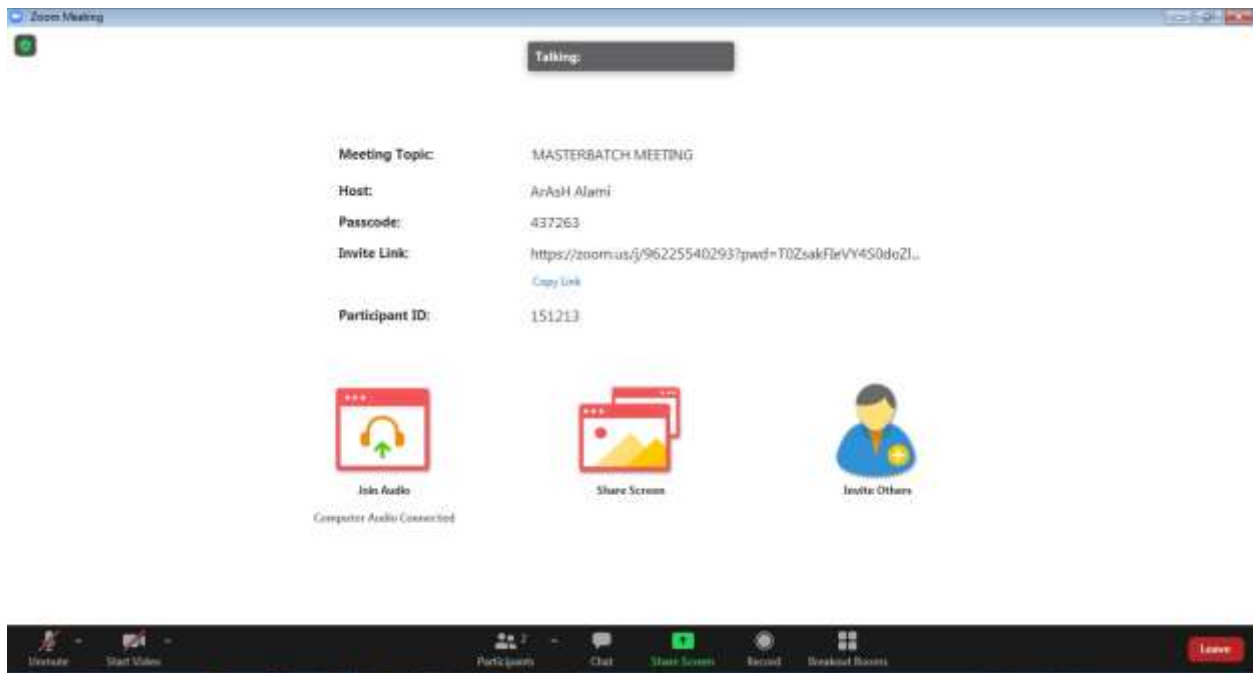 Zoom Meeting
Talking:
Meeting Topic: MASTERBATCH MEETING
Host: ArAsH Alami
Passcode: 437263
Invite Link: https://zoom.us/j/96225540293?pwd=T0ZsakFleVY4S0doZl...
Copy Link
Participant ID: 151213
Join Audio Share Screen Invite Others
Computer Audio Connected
2
Unmute Start Video Participants Chat Share Screen Record Breakout Rooms Leave